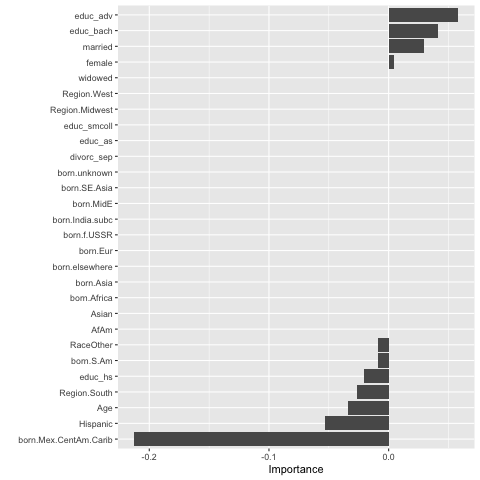 educ_adv
educ_bach
married
female
widowed
Region.West
Region.Midwest
educ_smcoll
educ_as
divorc_sep
born.unknown
born.SE.Asia
born.MidE
born.India.subc
born.f.USSR
born.Eur
born.elsewhere
born.Asia
born.Africa
Asian
AfAm
RaceOther
born.S.Am
educ_hs
Region.South
Age
Hispanic
born.Mex.CentAm.Carib
-0.2 -0.1 0.0
Importance